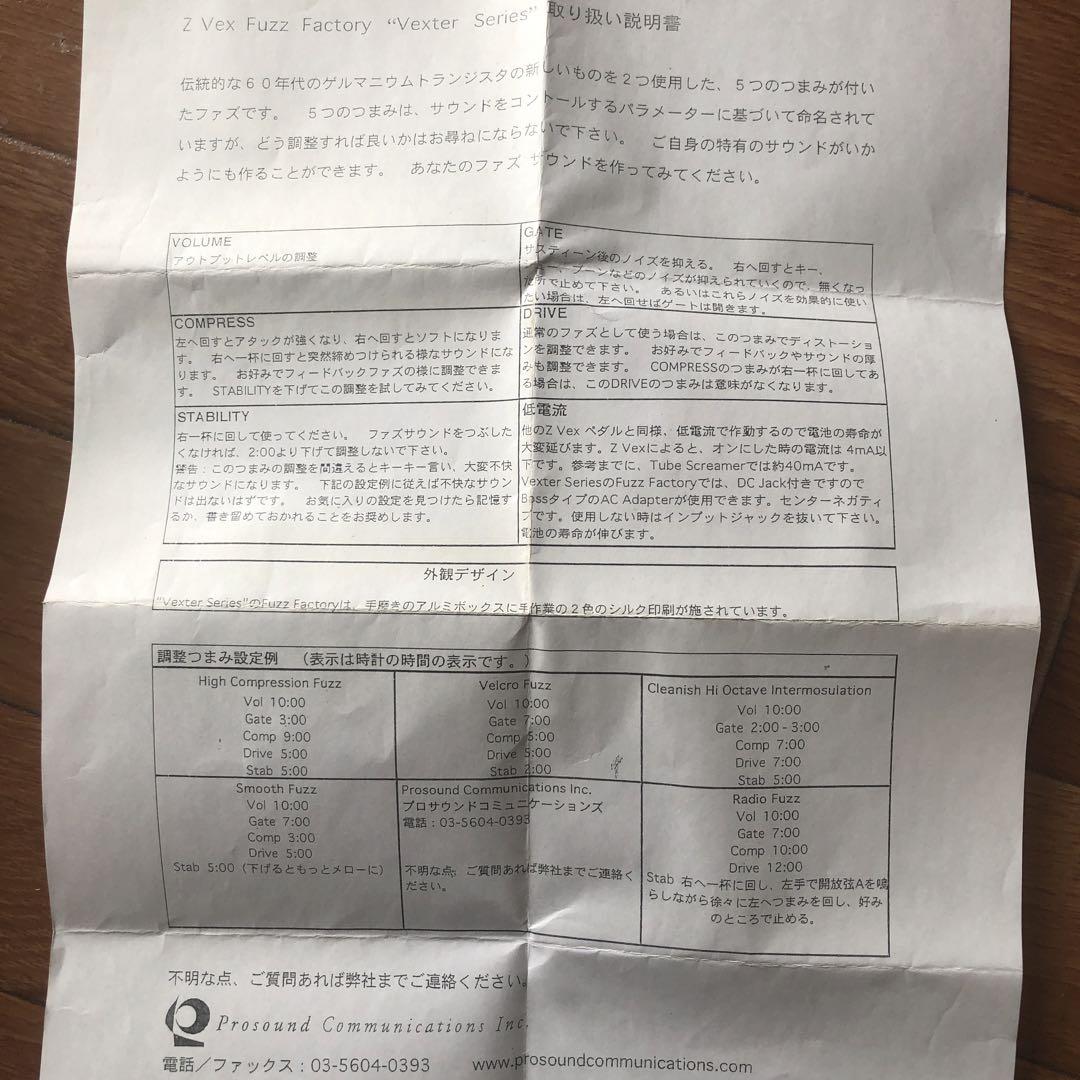 Z Vex Fuzz Factory “Vexter Series” 取り扱い説明書
伝統的な６０年代のゲルマニウムトランジスタの新しいものを２つ使用した、５つのつまみが付い
たファズです。　５つのつまみは、サウンドをコントールするパラメーターに基づいて命名されて
いますが、どう調整すれば良いかはお尋ねにならないで下さい。　ご自身の特有のサウンドがいか
ようにも作ることができます。　あなたのファズ サウンドを作ってみてください。
VOLUME
アウトプットレベルの調整
GATE
サスティーン後のノイズを抑える。　右へ回すとキー、
ー、ブーンなどのノイズが抑えられていくので、無くなっ
所で止めて下さい。　あるいはこれらノイズを効果的に使い
たい場合は、左へ回せばゲートは開きます。
COMPRESS
左へ回すとアタックが強くなり、右へ回すとソフトになりま
す。　右へ一杯に回すと突然締めつけられる様なサウンドにな
ります。　お好みでフィードバックファズの様に調整できま
す。　STABILITYを下げてこの調整を試してみてください。
DRIVE
通常のファズとして使う場合は、このつまみでディストーショ
ンを調整できます。　お好みでフィードバックやサウンドの厚
みも調整できます。　COMPRESSのつまみが右一杯に回してあ
る場合は、このDRIVEのつまみは意味がなくなります。
STABILITY
右一杯に回して使ってください。　ファズサウンドをつぶした
くなければ、2:00より下げて調整しないで下さい。
警告：このつまみの調整を間違えるとキーキー言い、大変不快
なサウンドになります。　下記の設定例に従えば不快なサウン
ドは出ないはずです。　お気に入りの設定を見つけたら記憶す
るか、書き留めておかれることをお奨めします。
低電流
他のZ Vex ペダルと同様、低電流で作動するので電池の寿命が
大変延びます。Z Vexによると、オンにした時の電流は 4mA以
下です。参考までに、Tube Screamerでは約40mAです。
Vexter SeriesのFuzz Factoryでは、DC Jack付きですので
BossタイプのAC Adapterが使用できます。センターネガティ
ブです。使用しない時はインプットジャックを抜いて下さい。
電池の寿命が伸びます。
外観デザイン
“Vexter Series”のFuzz Factoryは、手磨きのアルミボックスに手作業の２色のシルク印刷が施されています。
調整つまみ設定例　（表示は時計の時間の表示です。）
High Compression Fuzz
Vol 10:00
Gate 3:00
Comp 9:00
Drive 5:00
Stab 5:00
Velcro Fuzz
Vol 10:00
Gate 7:00
Comp 5:00
Drive 5:00
Stab 2:00
Cleanish Hi Octave Intermosulation
Vol 10:00
Gate 2:00 - 3:00
Comp 7:00
Drive 7:00
Stab 5:00
Smooth Fuzz
Vol 10:00
Gate 7:00
Comp 3:00
Drive 5:00
Stab 5:00（下げるともっとメローに）
Prosound Communications Inc.
プロサウンドコミュニケーションズ
電話：03-5604-0393
不明な点、ご質問あれば弊社までご連絡く
ださい。
Radio Fuzz
Vol 10:00
Gate 7:00
Comp 10:00
Drive 12:00
Stab 右へ一杯に回し、左手で開放弦Aを鳴
らしながら徐々に左へつまみを回し、好み
のところで止める。
不明な点、ご質問あれば弊社までご連絡ください。
Prosound Communications Inc.
電話／ファックス：03-5604-0393　www.prosoundcommunications.com